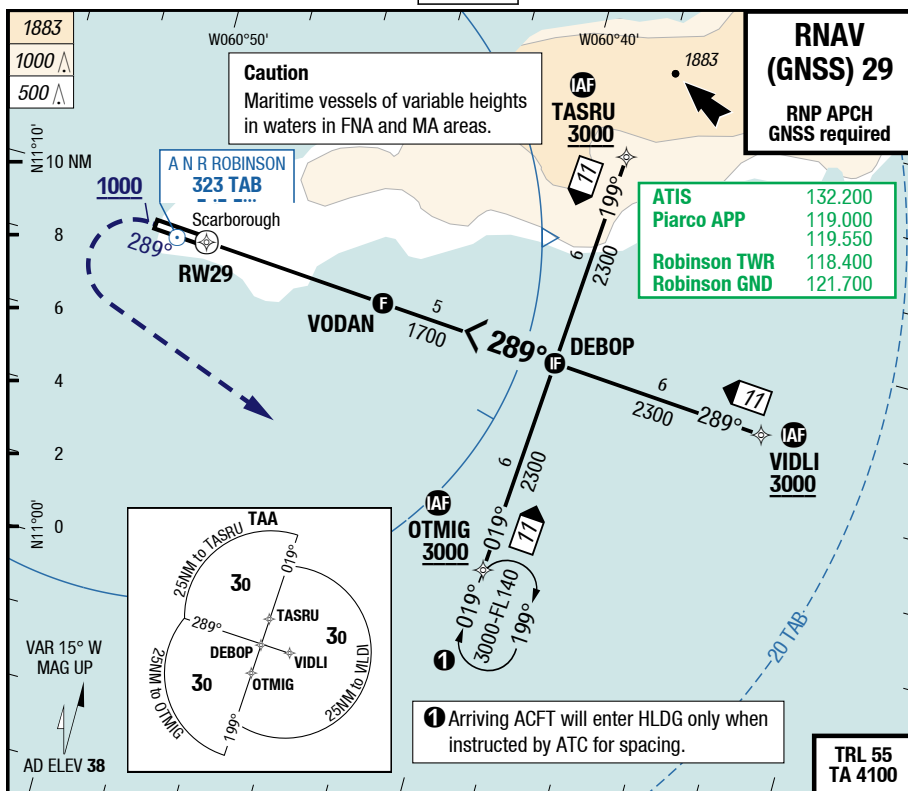 1883
1000
500
W060°50'
W060°40'
RNAV
(GNSS) 29
RNP APCH
GNSS required
Caution
Maritime vessels of variable heights
in waters in FNA and MA areas.
1883
IAF
TASRU
3000
N11°10'
10 NM
8
6
4
2
0
N11°00'
A N R ROBINSON
323 TAB
1000
Scarborough
289°
RW29
11
199°
6
2300
ATIS 132.200
Piarco APP 119.000
119.550
Robinson TWR 118.400
Robinson GND 121.700
F
VODAN
5
1700
289°
IF
DEBOP
6
2300
289°
11
IAF
VIDLI
3000
6
2300
IAF
OTMIG
3000
019°
11
019°
3000-FL140
199°
1
20 TAB
TAA
25NM to TASRU
019°
30
TASRU
289°
DEBOP
30
VIDLI
30
OTMIG
25NM to OTMIG
199°
25NM to VILDI
VAR 15° W
MAG UP
AD ELEV 38
1 Arriving ACFT will enter HLDG only when
instructed by ATC for spacing.
TRL 55
TA 4100